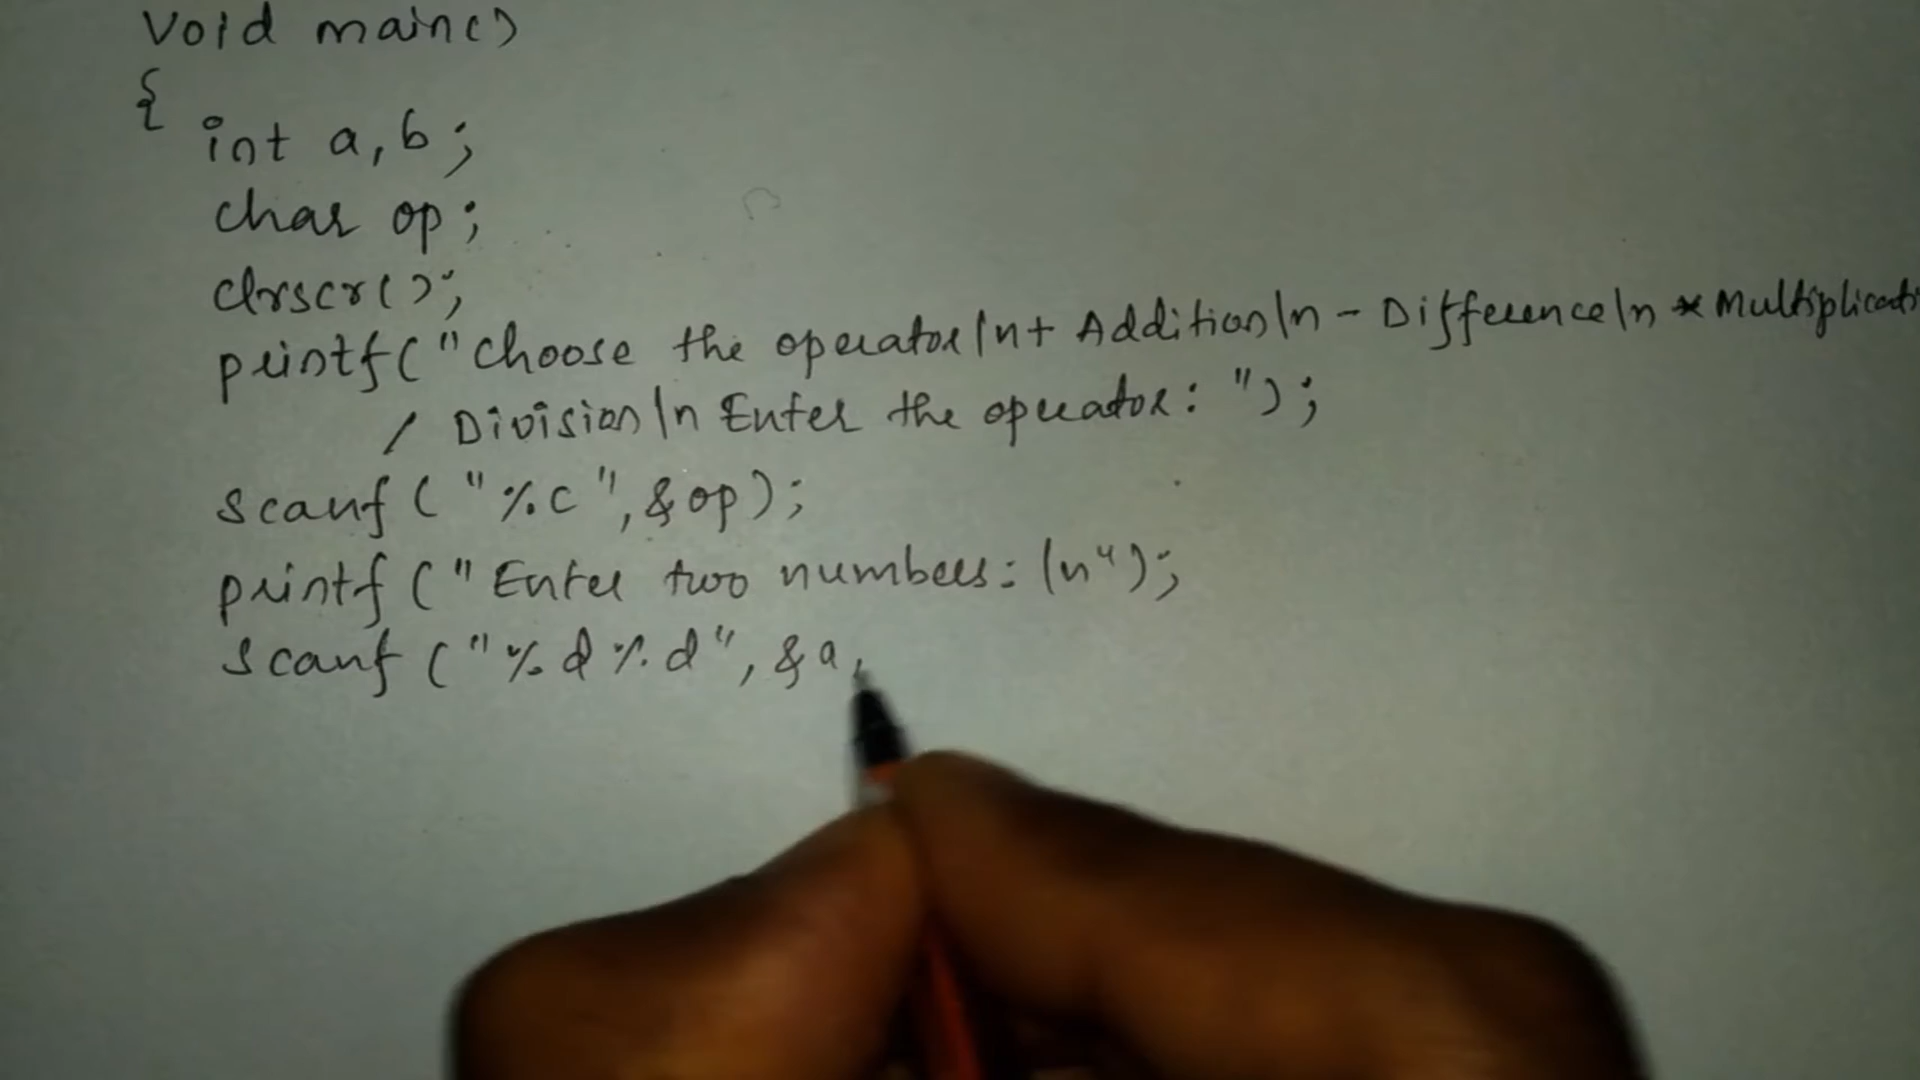 void main()
{
int a,b;
char op;
clrscr();
printf("Choose the operator\n+ Addition\n - Difference\n * Multiplicati
/ Division\n Enter the operator: ");
scanf("%c",&op);
printf("Enter two numbers: \n");
scanf("%d%d",&a,